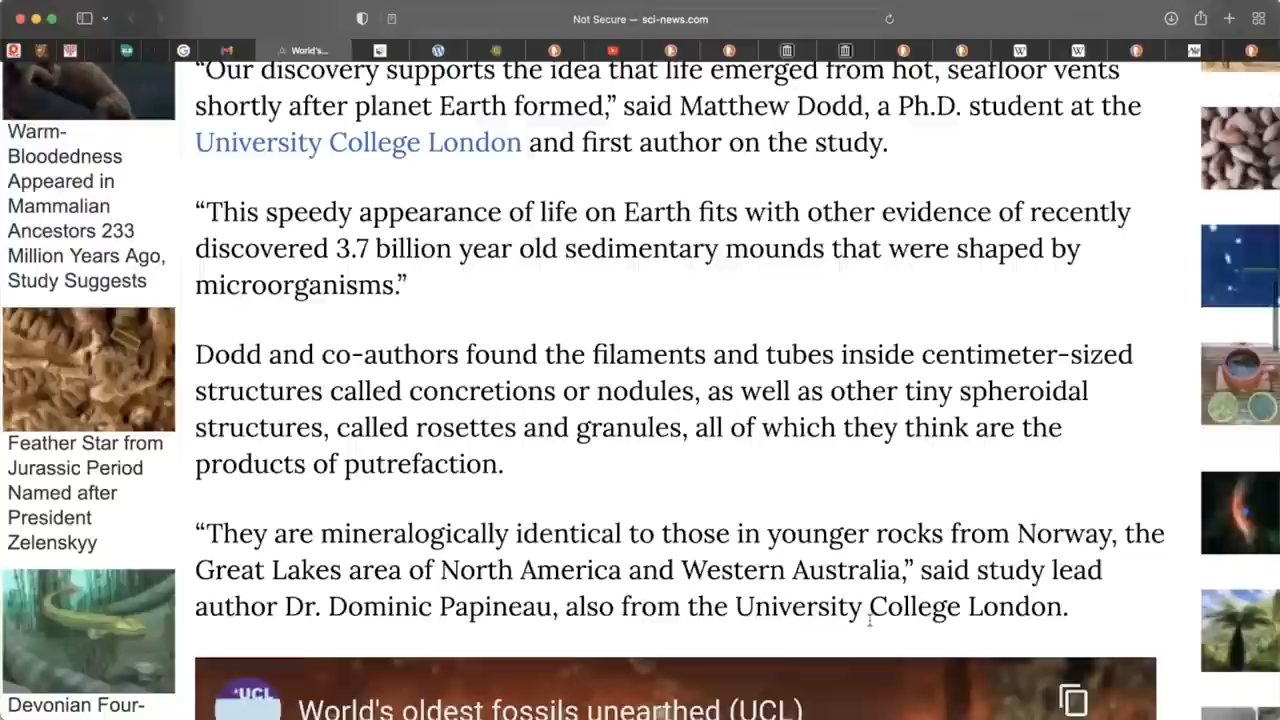 Not Secure — sci-news.com
World's...
“Our discovery supports the idea that life emerged from hot, seafloor vents
shortly after planet Earth formed,” said Matthew Dodd, a Ph.D. student at the
University College London and first author on the study.
“This speedy appearance of life on Earth fits with other evidence of recently
discovered 3.7 billion year old sedimentary mounds that were shaped by
microorganisms.”
Dodd and co-authors found the filaments and tubes inside centimeter-sized
structures called concretions or nodules, as well as other tiny spheroidal
structures, called rosettes and granules, all of which they think are the
products of putrefaction.
“They are mineralogically identical to those in younger rocks from Norway, the
Great Lakes area of North America and Western Australia,” said study lead
author Dr. Dominic Papineau, also from the University College London.
UCL
World's oldest fossils unearthed (UCL)
Warm-
Bloodedness
Appeared in
Mammalian
Ancestors 233
Million Years Ago,
Study Suggests
Feather Star from
Jurassic Period
Named after
President
Zelenskyy
Devonian Four-